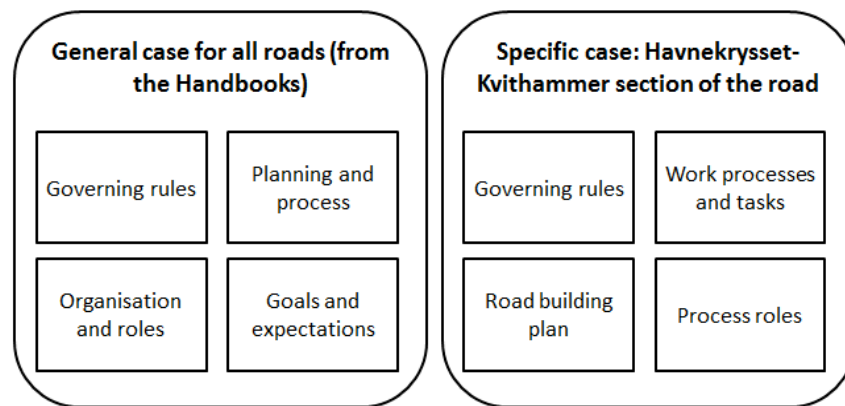 General case for all roads (from
the Handbooks)
Governing rules
Planning and
process
Organisation
and roles
Goals and
expectations
Specific case: Havnekrysset-
Kvithammer section of the road
Governing rules
Work processes
and tasks
Road building
plan
Process roles